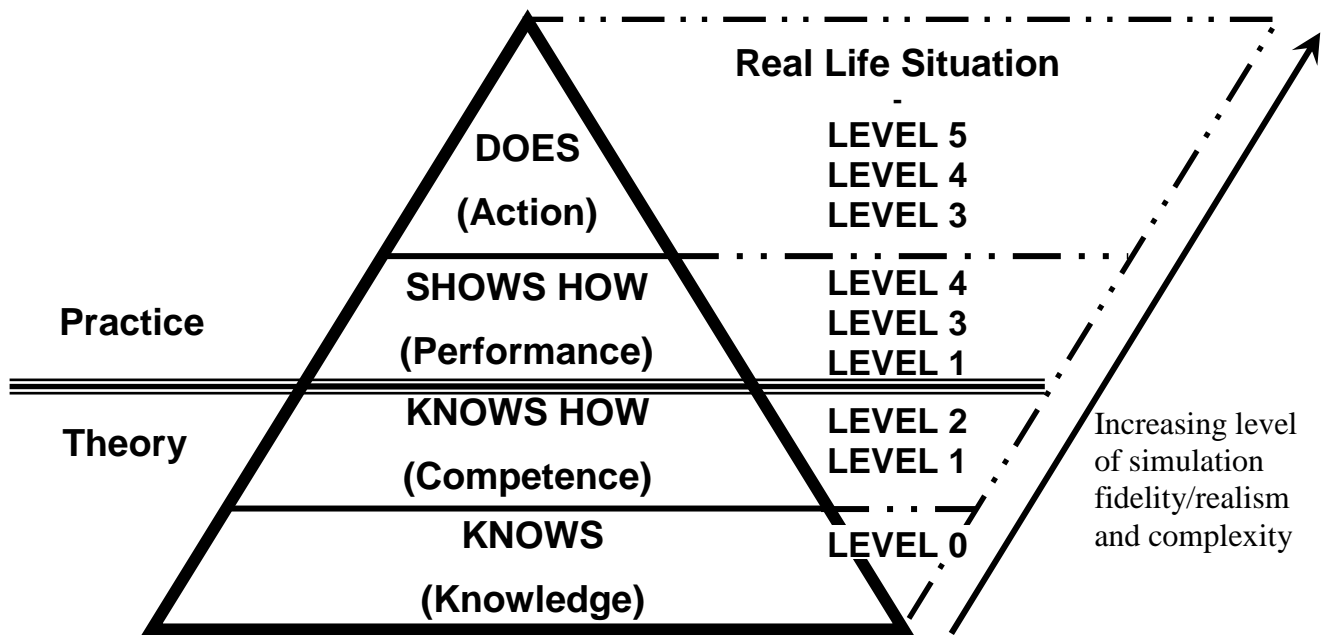 Real Life Situation
-
LEVEL 5
LEVEL 4
LEVEL 3
DOES
(Action)
SHOWS HOW
(Performance)
LEVEL 4
LEVEL 3
LEVEL 1
Practice
Theory
KNOWS HOW
(Competence)
LEVEL 2
LEVEL 1
KNOWS
(Knowledge)
LEVEL 0
Increasing level
of simulation
fidelity/realism
and complexity